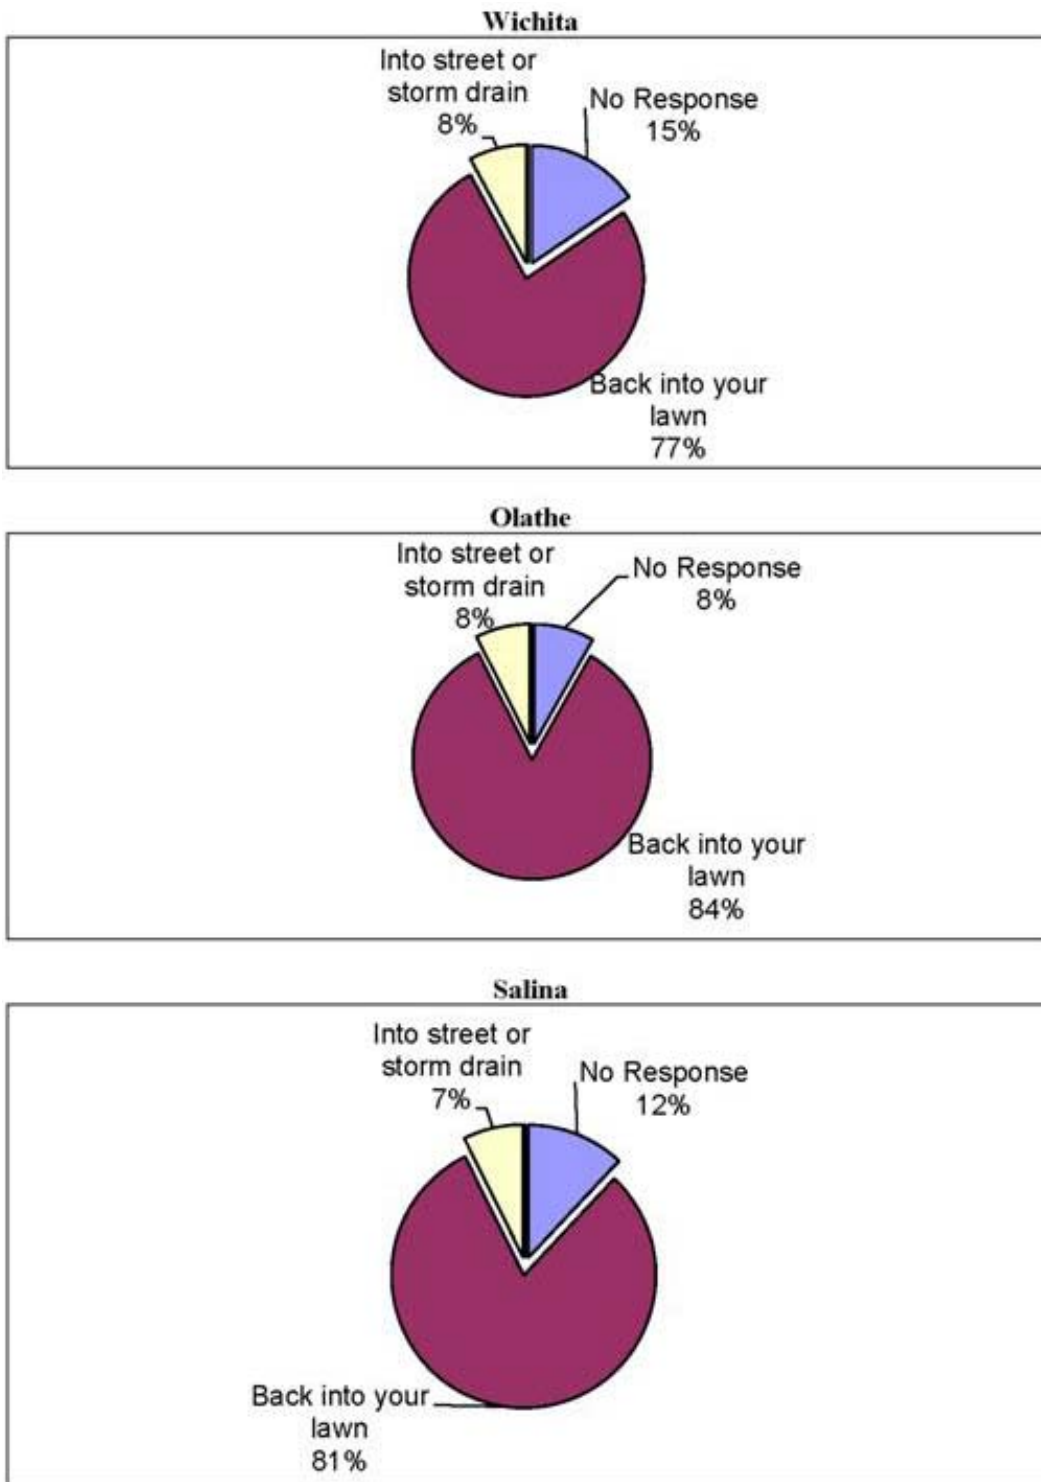 Wichita
Into street or
storm drain
8%
No Response
15%
Back into your
lawn
77%
Olathe
Into street or
storm drain
8%
No Response
8%
Back into your
lawn
84%
Salina
Into street or
storm drain
7%
No Response
12%
Back into your
lawn
81%